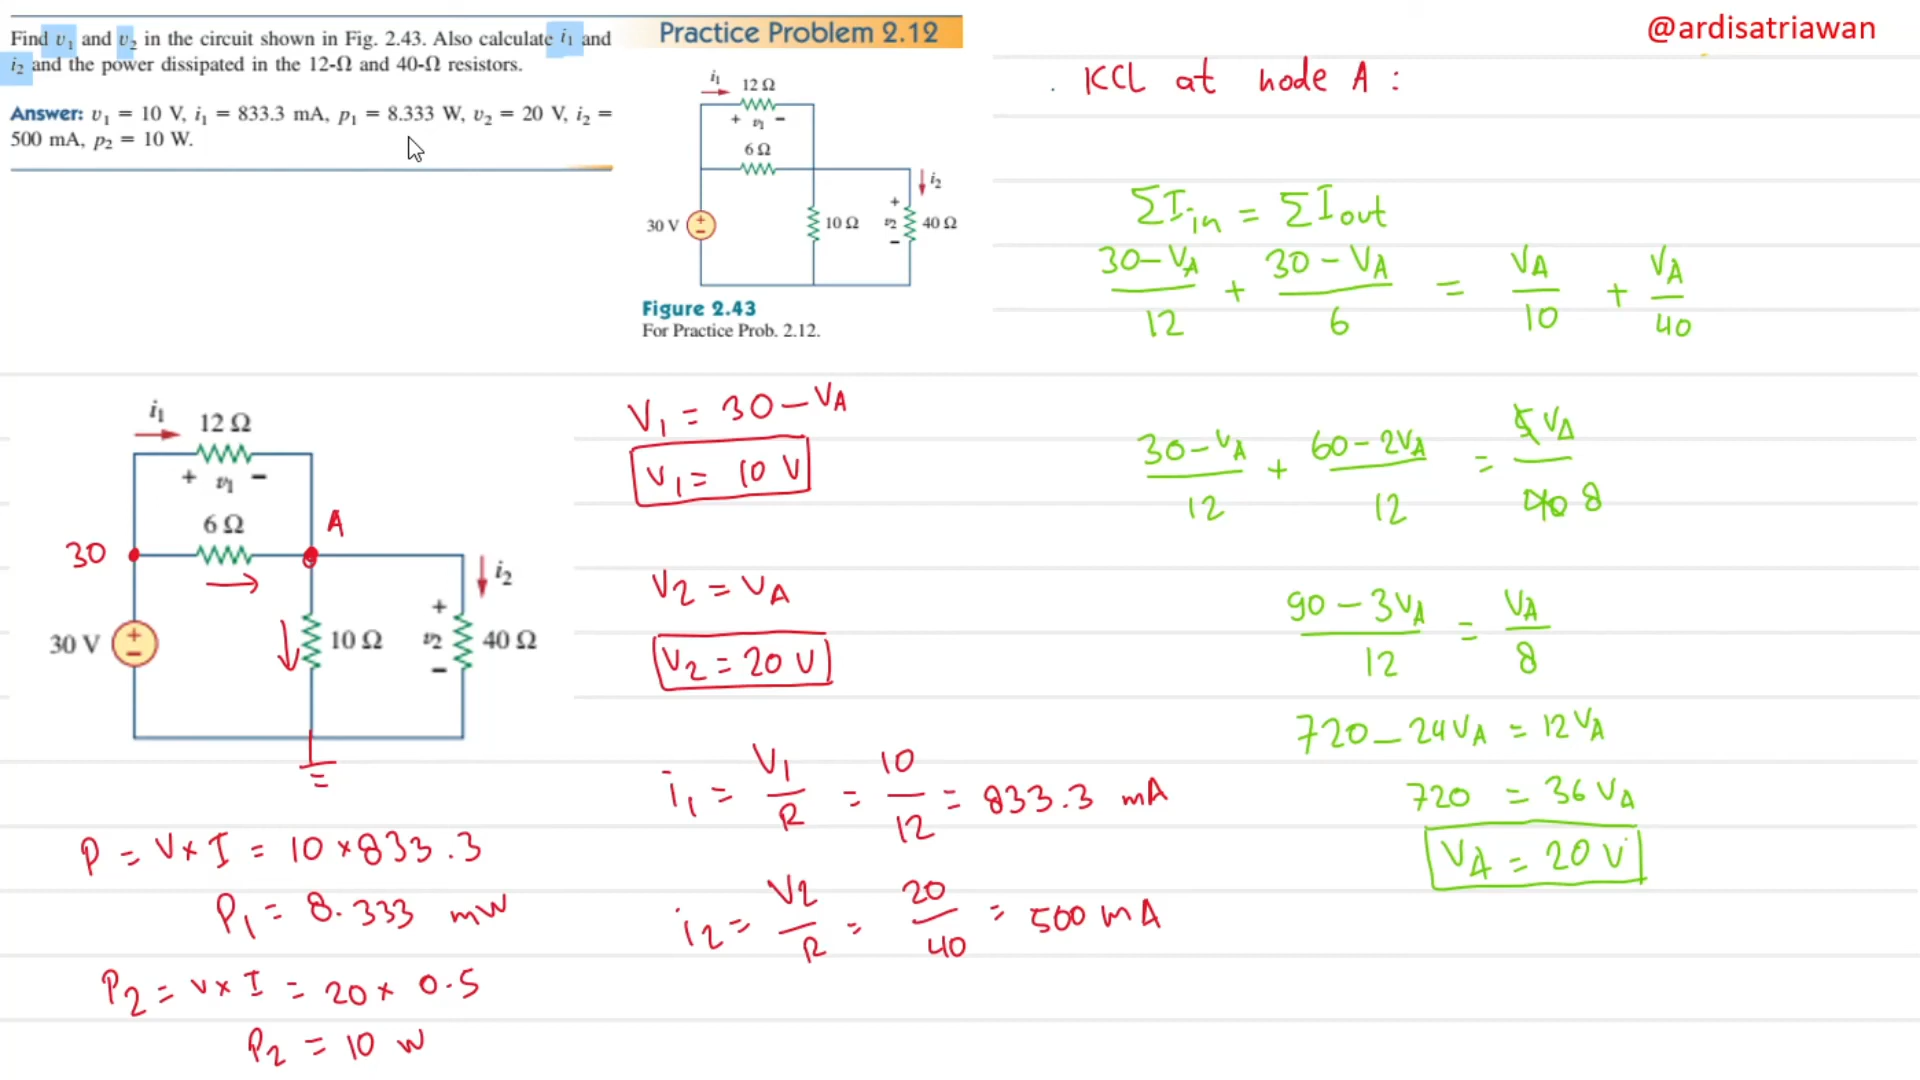 Find v₁ and v₂ in the circuit shown in Fig. 2.43. Also calculate i₁ and
i₂ and the power dissipated in the 12-Ω and 40-Ω resistors.
Answer: v₁ = 10 V, i₁ = 833.3 mA, p₁ = 8.333 W, v₂ = 20 V, i₂ =
500 mA, p₂ = 10 W.
Practice Problem 2.12
i₁ 12 Ω
+ v₁ −
6 Ω
i₂
30 V + − 10 Ω + v₂ − 40 Ω
Figure 2.43
For Practice Prob. 2.12.
@ardisatriawan
. KCL at node A :
ΣI in = ΣI out
30 − VA / 12 + 30 − VA / 6 = VA / 10 + VA / 40
30 − VA / 12 + 60 − 2VA / 12 = 5 VA / 40 8
90 − 3VA / 12 = VA / 8
720 − 24VA = 12VA
720 = 36 VA
VA = 20 V
i₁ 12 Ω
+ v₁ −
6 Ω A
30
i₂
30 V + − 10 Ω + v₂ − 40 Ω
V₁ = 30 − VA
V₁ = 10 V
V2 = VA
V2 = 20 V
i₁ = V₁ / R = 10 / 12 = 833.3 mA
i2 = V2 / R = 20 / 40 = 500 mA
P = V x I = 10 x 833.3
P₁ = 8.333 mW
P2 = V x I = 20 x 0.5
P2 = 10 W